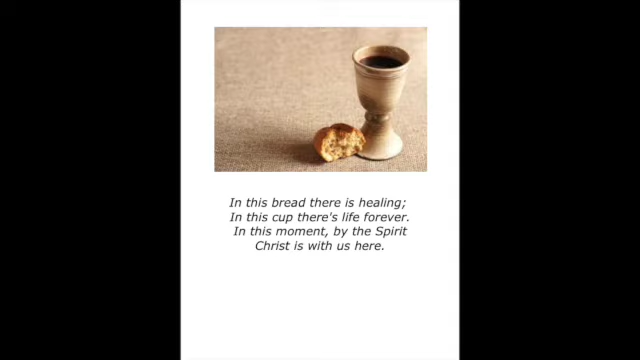 In this bread there is healing;
In this cup there's life forever.
In this moment, by the Spirit
Christ is with us here.